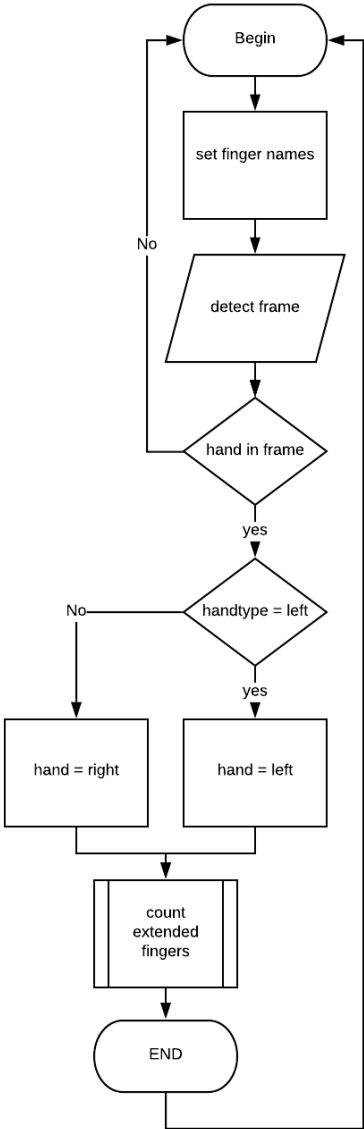 Begin
set finger names
No
detect frame
hand in frame
yes
handtype = left
No
yes
hand = right
hand = left
count
extended
fingers
END